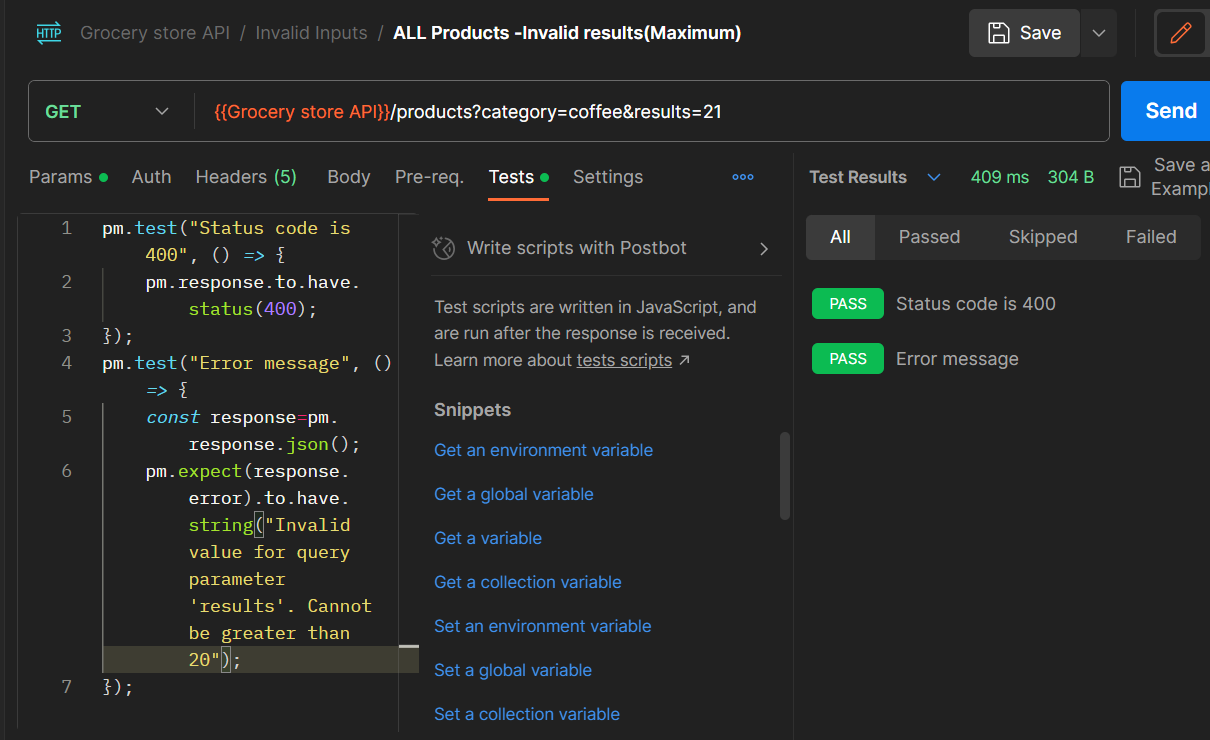 HTTP Grocery store API / Invalid Inputs / ALL Products -Invalid results(Maximum)
Save
GET {{Grocery store API}}/products?category=coffee&results=21
Send
Params Auth Headers (5) Body Pre-req. Tests Settings
1 pm.test("Status code is
400", () => {
2 pm.response.to.have.
status(400);
3 });
4 pm.test("Error message", ()
=> {
5 const response=pm.
response.json();
6 pm.expect(response.
error).to.have.
string("Invalid
value for query
parameter
'results'. Cannot
be greater than
20");
7 });
Write scripts with Postbot
Test scripts are written in JavaScript, and
are run after the response is received.
Learn more about tests scripts
Snippets
Get an environment variable
Get a global variable
Get a variable
Get a collection variable
Set an environment variable
Set a global variable
Set a collection variable
Test Results 409 ms 304 B
Save a
Exampl
All Passed Skipped Failed
PASS Status code is 400
PASS Error message